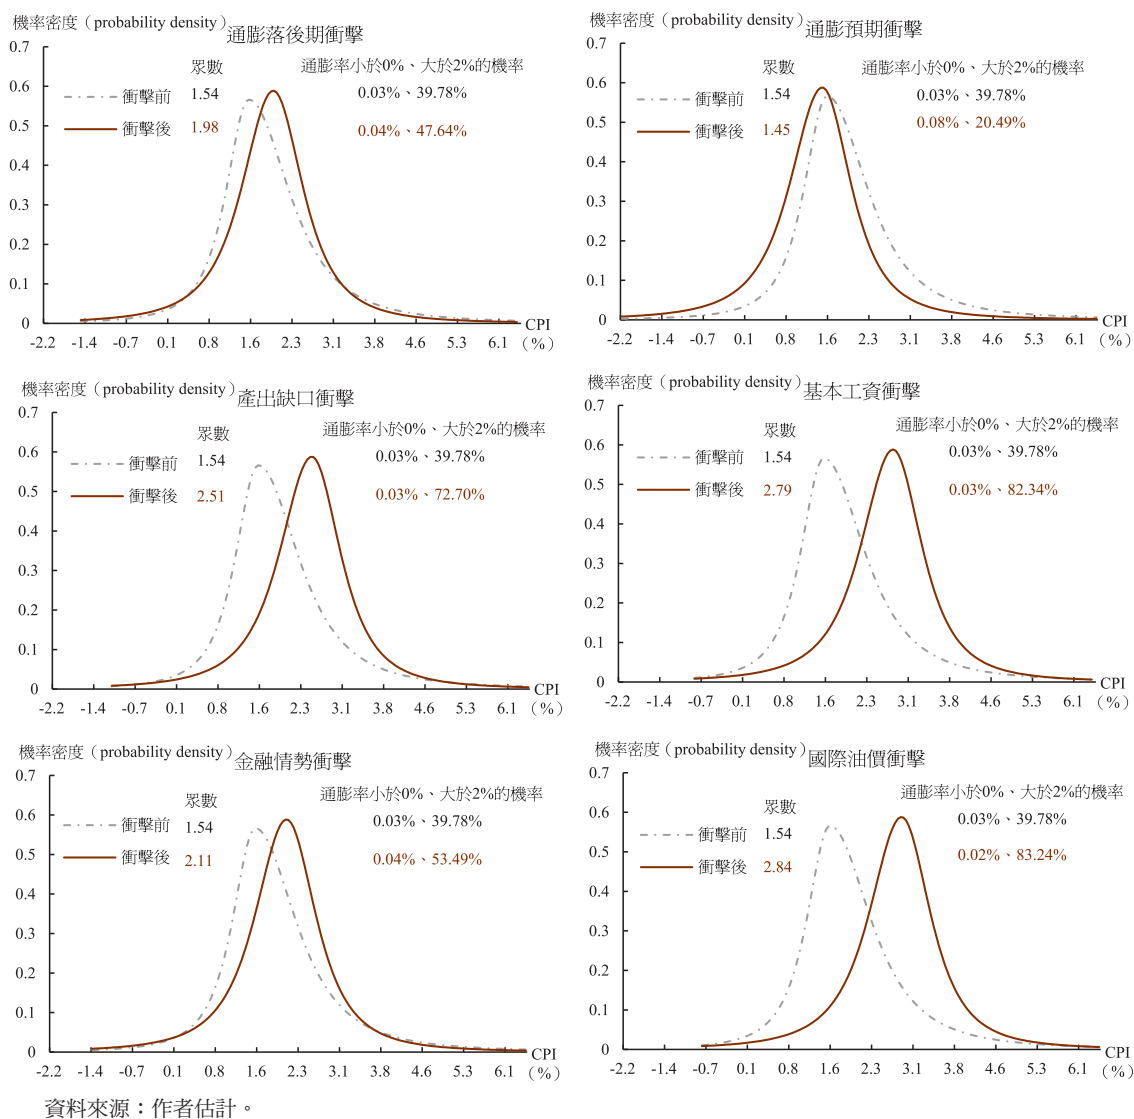 機率密度（probability density）
通膨落後期衝擊
眾數
通膨率小於0%、大於2%的機率
衝擊前
1.54
0.03%、39.78%
衝擊後
1.98
0.04%、47.64%
0.7
0.6
0.5
0.4
0.3
0.2
0.1
0
-2.2 -1.4 -0.7 0.1 0.8 1.6 2.3 3.1 3.8 4.6 5.3 6.1
CPI
（%）
機率密度（probability density）
通膨預期衝擊
眾數
通膨率小於0%、大於2%的機率
衝擊前
1.54
0.03%、39.78%
衝擊後
1.45
0.08%、20.49%
0.7
0.6
0.5
0.4
0.3
0.2
0.1
0
-2.2 -1.4 -0.7 0.1 0.8 1.6 2.3 3.1 3.8 4.6 5.3 6.1
CPI
（%）
機率密度（probability density）
產出缺口衝擊
眾數
通膨率小於0%、大於2%的機率
衝擊前
1.54
0.03%、39.78%
衝擊後
2.51
0.03%、72.70%
0.7
0.6
0.5
0.4
0.3
0.2
0.1
0
-2.2 -1.4 -0.7 0.1 0.8 1.6 2.3 3.1 3.8 4.6 5.3 6.1
CPI
（%）
機率密度（probability density）
基本工資衝擊
眾數
通膨率小於0%、大於2%的機率
衝擊前
1.54
0.03%、39.78%
衝擊後
2.79
0.03%、82.34%
0.7
0.6
0.5
0.4
0.3
0.2
0.1
0
-2.2 -1.4 -0.7 0.1 0.8 1.6 2.3 3.1 3.8 4.6 5.3 6.1
CPI
（%）
機率密度（probability density）
金融情勢衝擊
眾數
通膨率小於0%、大於2%的機率
衝擊前
1.54
0.03%、39.78%
衝擊後
2.11
0.04%、53.49%
0.7
0.6
0.5
0.4
0.3
0.2
0.1
0
-2.2 -1.4 -0.7 0.1 0.8 1.6 2.3 3.1 3.8 4.6 5.3 6.1
CPI
（%）
機率密度（probability density）
國際油價衝擊
眾數
通膨率小於0%、大於2%的機率
衝擊前
1.54
0.03%、39.78%
衝擊後
2.84
0.02%、83.24%
0.7
0.6
0.5
0.4
0.3
0.2
0.1
0
-2.2 -1.4 -0.7 0.1 0.8 1.6 2.3 3.1 3.8 4.6 5.3 6.1
CPI
（%）
資料來源：作者估計。